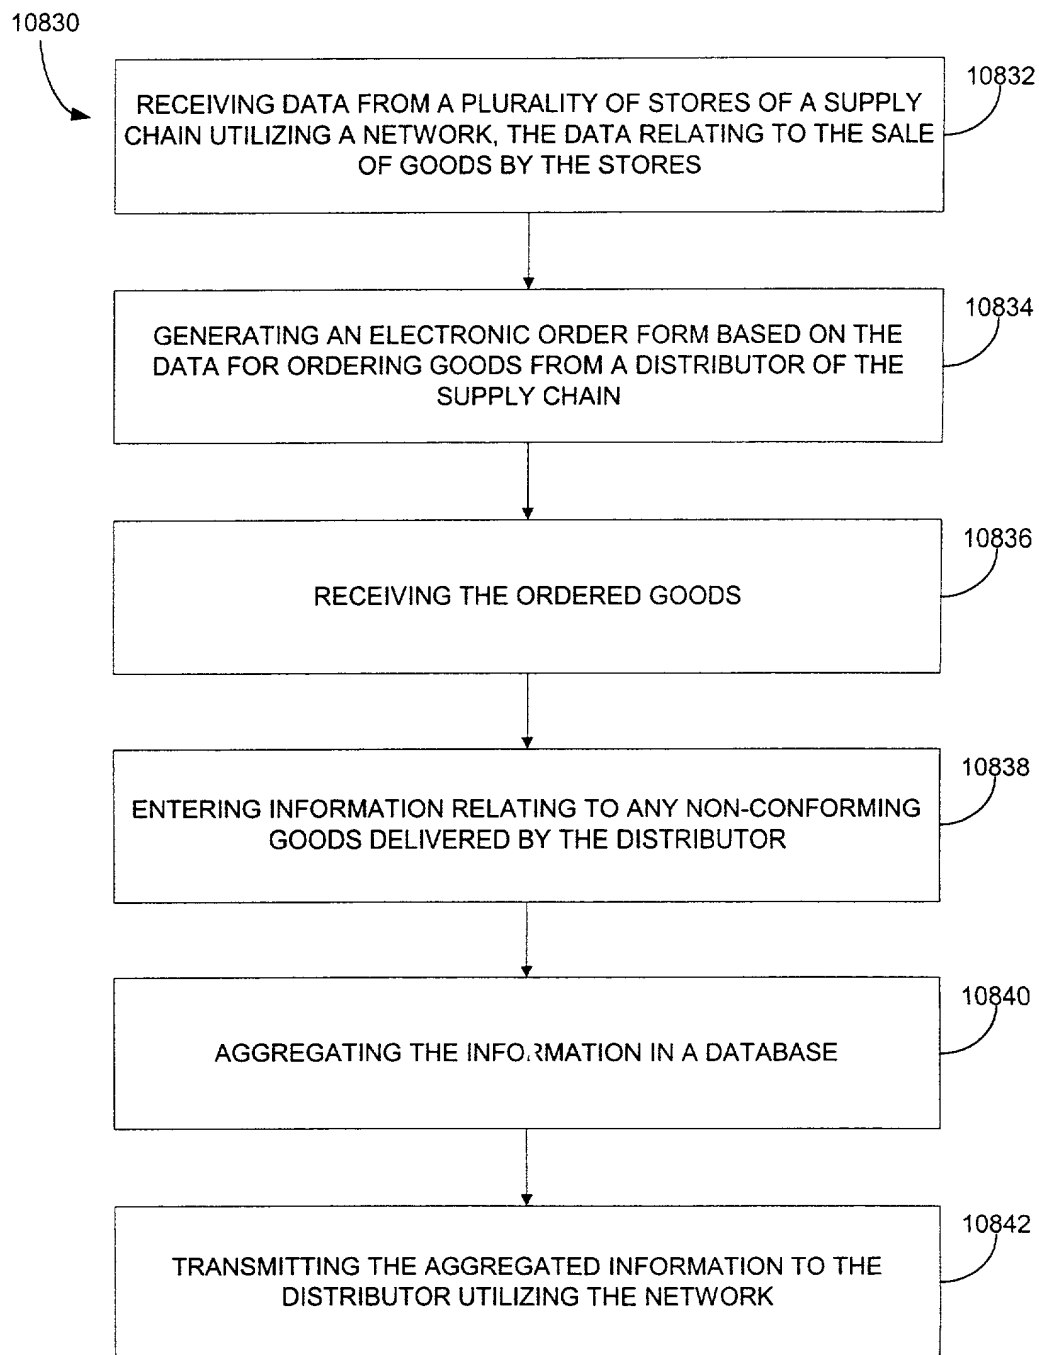 10830
10832
RECEIVING DATA FROM A PLURALITY OF STORES OF A SUPPLY
CHAIN UTILIZING A NETWORK, THE DATA RELATING TO THE SALE
OF GOODS BY THE STORES
10834
GENERATING AN ELECTRONIC ORDER FORM BASED ON THE
DATA FOR ORDERING GOODS FROM A DISTRIBUTOR OF THE
SUPPLY CHAIN
10836
RECEIVING THE ORDERED GOODS
10838
ENTERING INFORMATION RELATING TO ANY NON-CONFORMING
GOODS DELIVERED BY THE DISTRIBUTOR
10840
AGGREGATING THE INFORMATION IN A DATABASE
10842
TRANSMITTING THE AGGREGATED INFORMATION TO THE
DISTRIBUTOR UTILIZING THE NETWORK